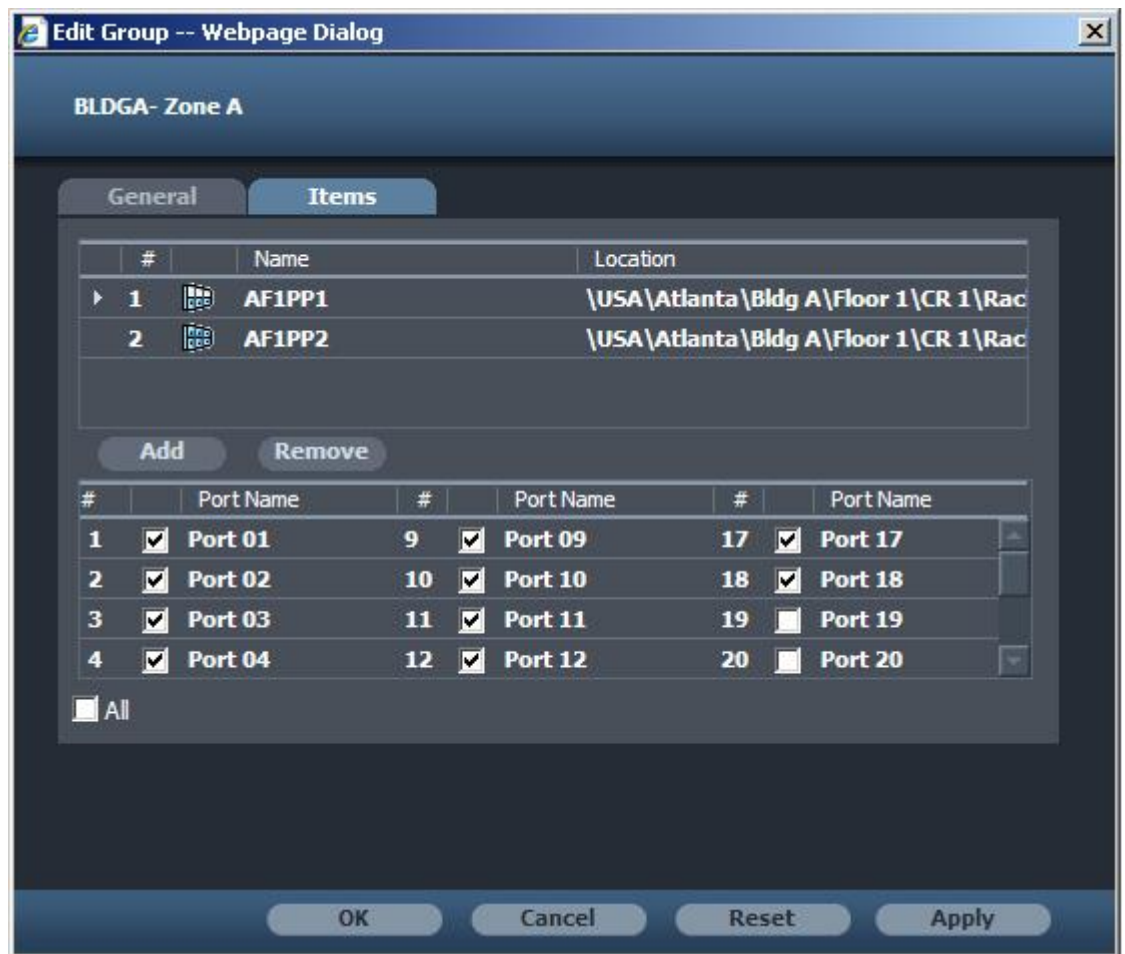 Edit Group -- Webpage Dialog
BLDGA- Zone A
General Items
# Name Location
1 AF1PP1 \USA\Atlanta\Bldg A\Floor 1\CR 1\Rac
2 AF1PP2 \USA\Atlanta\Bldg A\Floor 1\CR 1\Rac
Add Remove
# Port Name # Port Name # Port Name
1 Port 01 9 Port 09 17 Port 17
2 Port 02 10 Port 10 18 Port 18
3 Port 03 11 Port 11 19 Port 19
4 Port 04 12 Port 12 20 Port 20
All
OK Cancel Reset Apply